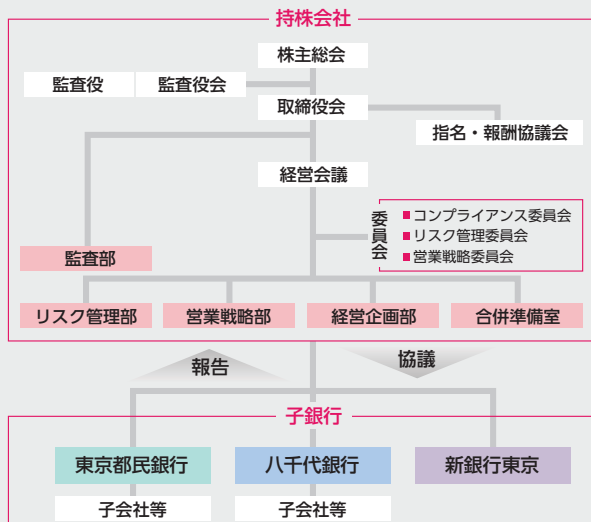 持株会社
株主総会
監査役
監査役会
取締役会
指名・報酬協議会
経営会議
委員会
コンプライアンス委員会
リスク管理委員会
営業戦略委員会
監査部
リスク管理部
営業戦略部
経営企画部
合併準備室
報告
協議
子銀行
東京都民銀行
八千代銀行
新銀行東京
子会社等
子会社等